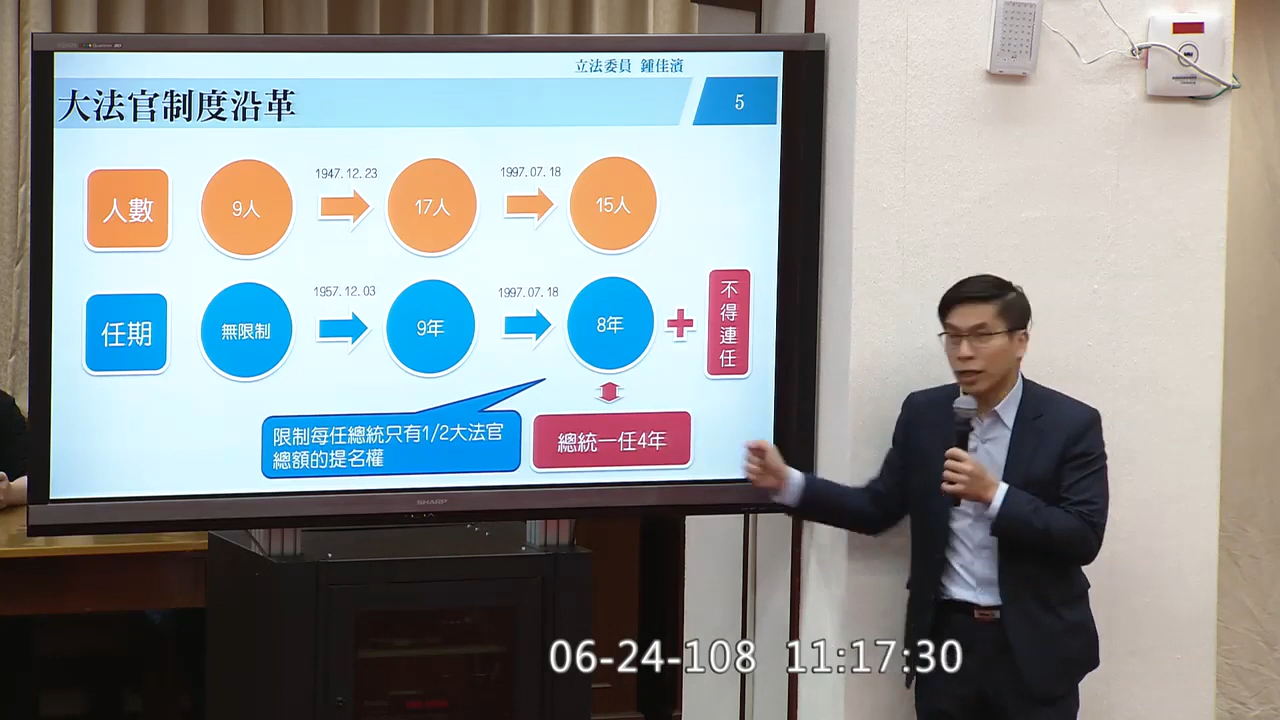 立法委員 鍾佳濱
大法官制度沿革
5
人數
9人
1947.12.23
17人
1997.07.18
15人
任期
無限制
1957.12.03
9年
1997.07.18
8年
不得連任
限制每任總統只有1/2大法官
總額的提名權
總統一任4年
SHARP
06-24-108 11:17:30